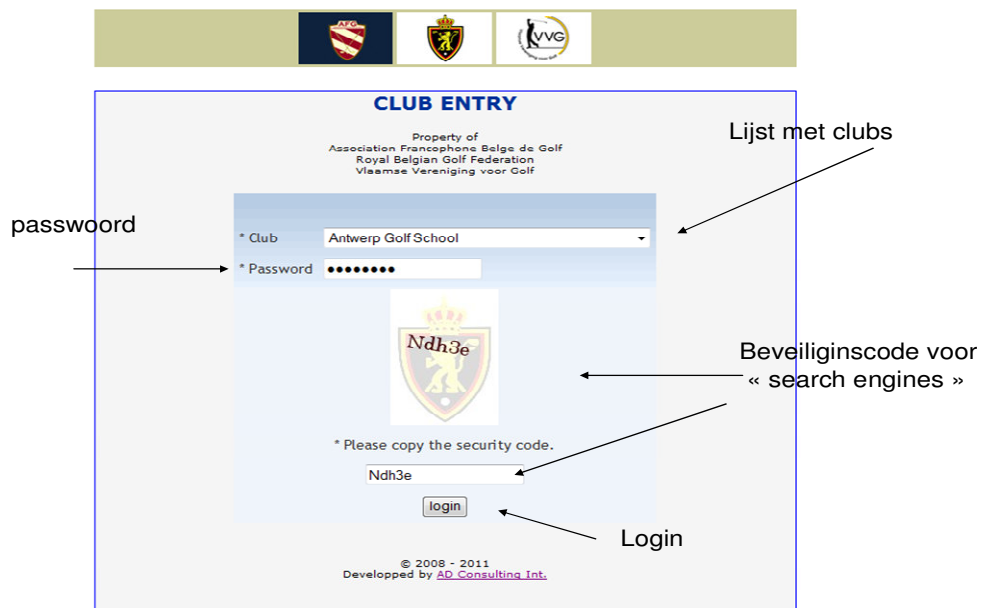 AFG
VVG
CLUB ENTRY
Property of
Association Francophone Belge de Golf
Royal Belgian Golf Federation
Vlaamse Vereniging voor Golf
Lijst met clubs
passwoord
* Club Antwerp Golf School
* Password ●●●●●●●●
Ndh3e
Beveiliginscode voor
« search engines »
* Please copy the security code.
Ndh3e
login
Login
© 2008 - 2011
Developped by AD Consulting Int.